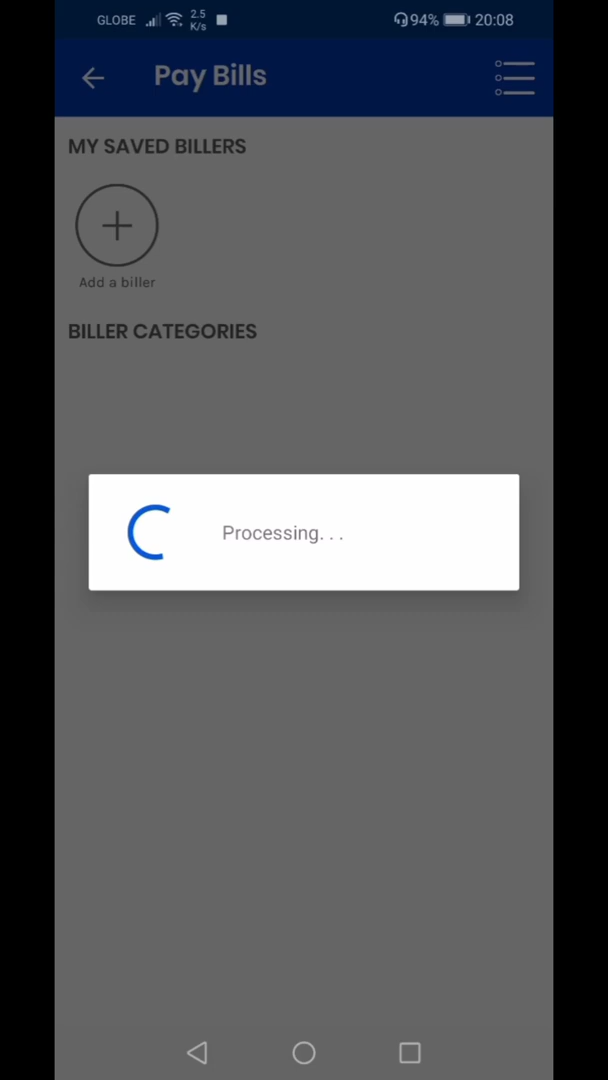 GLOBE 2.5 K/s 94% 20:08
Pay Bills
MY SAVED BILLERS
Add a biller
BILLER CATEGORIES
Processing. . .